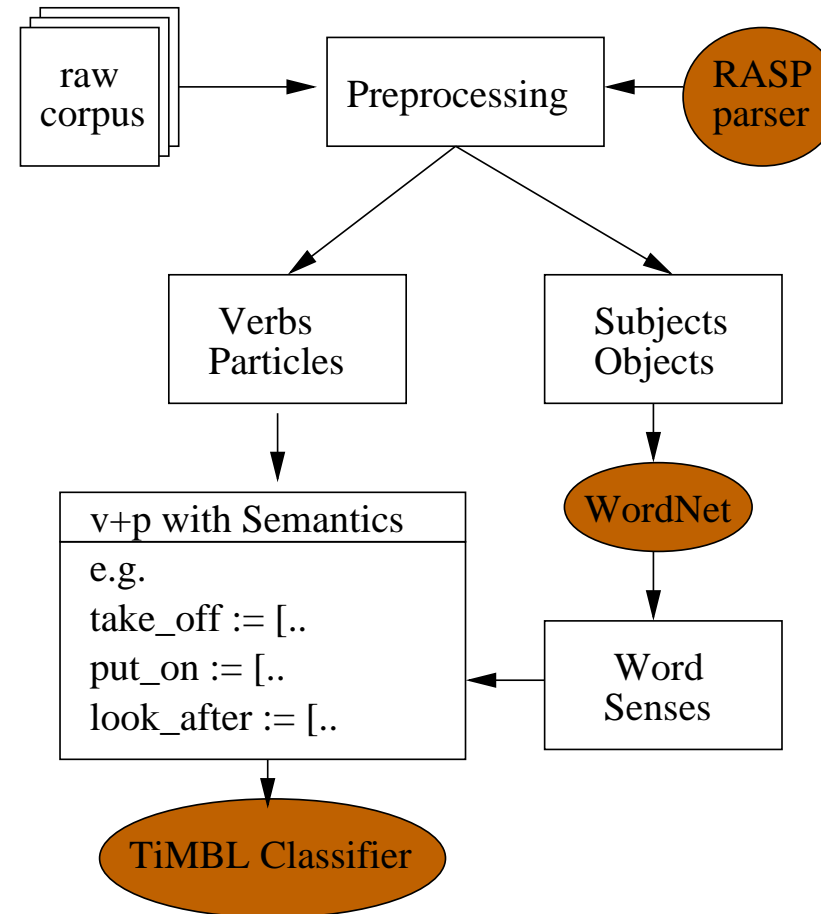 raw
corpus
Preprocessing
RASP
parser
Verbs
Particles
Subjects
Objects
WordNet
v+p with Semantics
e.g.
take_off := [..
put_on := [..
look_after := [..
Word
Senses
TiMBL Classifier